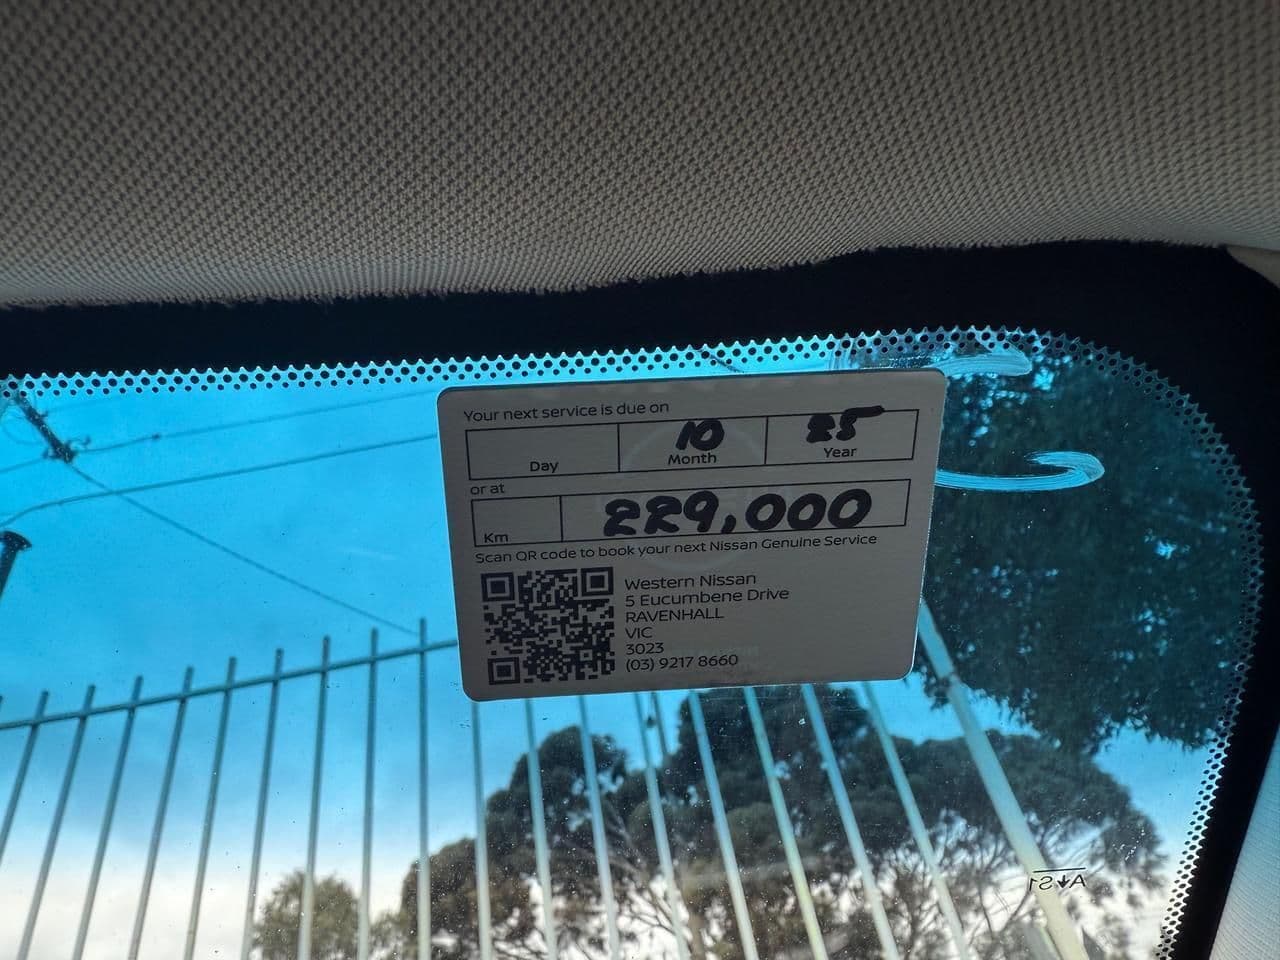 Your next service is due on
10 25
Day Month Year
or at
Km 229,000
Scan QR code to book your next Nissan Genuine Service
Western Nissan
5 Eucumbene Drive
RAVENHALL
VIC
3023
(03) 9217 8660
AS1